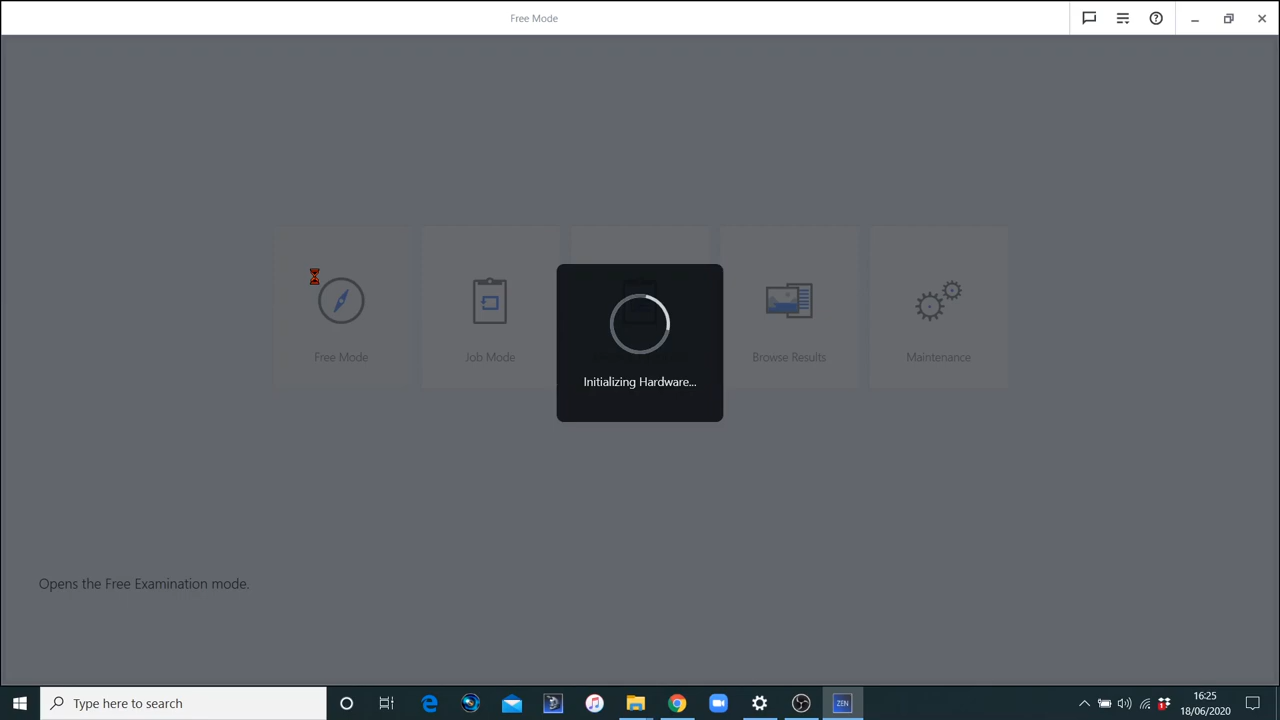 Free Mode
Free Mode
Job Mode
Browse Results
Maintenance
Initializing Hardware...
Opens the Free Examination mode.
Type here to search
ZEN
16:25
18/06/2020